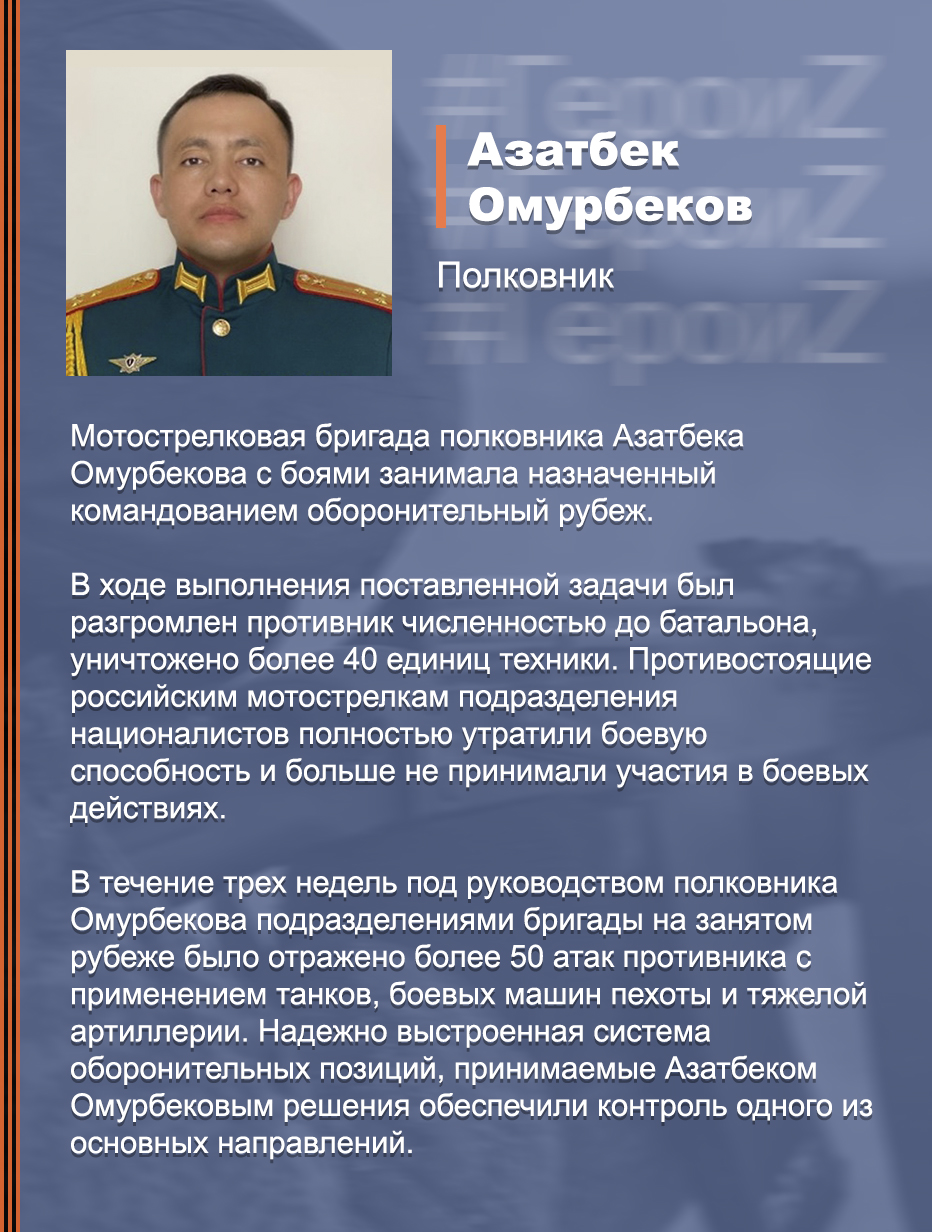 #ГероиZ
Азатбек
#ГероиZ
Омурбеков
Полковник
#ГероиZ
Мотострелковая бригада полковника Азатбека
Омурбекова с боями занимала назначенный
командованием оборонительный рубеж.
В ходе выполнения поставленной задачи был
разгромлен противник численностью до батальона,
уничтожено более 40 единиц техники. Противостоящие
российским мотострелкам подразделения
националистов полностью утратили боевую
способность и больше не принимали участия в боевых
действиях.
В течение трех недель под руководством полковника
Омурбекова подразделениями бригады на занятом
рубеже было отражено более 50 атак противника с
применением танков, боевых машин пехоты и тяжелой
артиллерии. Надежно выстроенная система
оборонительных позиций, принимаемые Азатбеком
Омурбековым решения обеспечили контроль одного из
основных направлений.